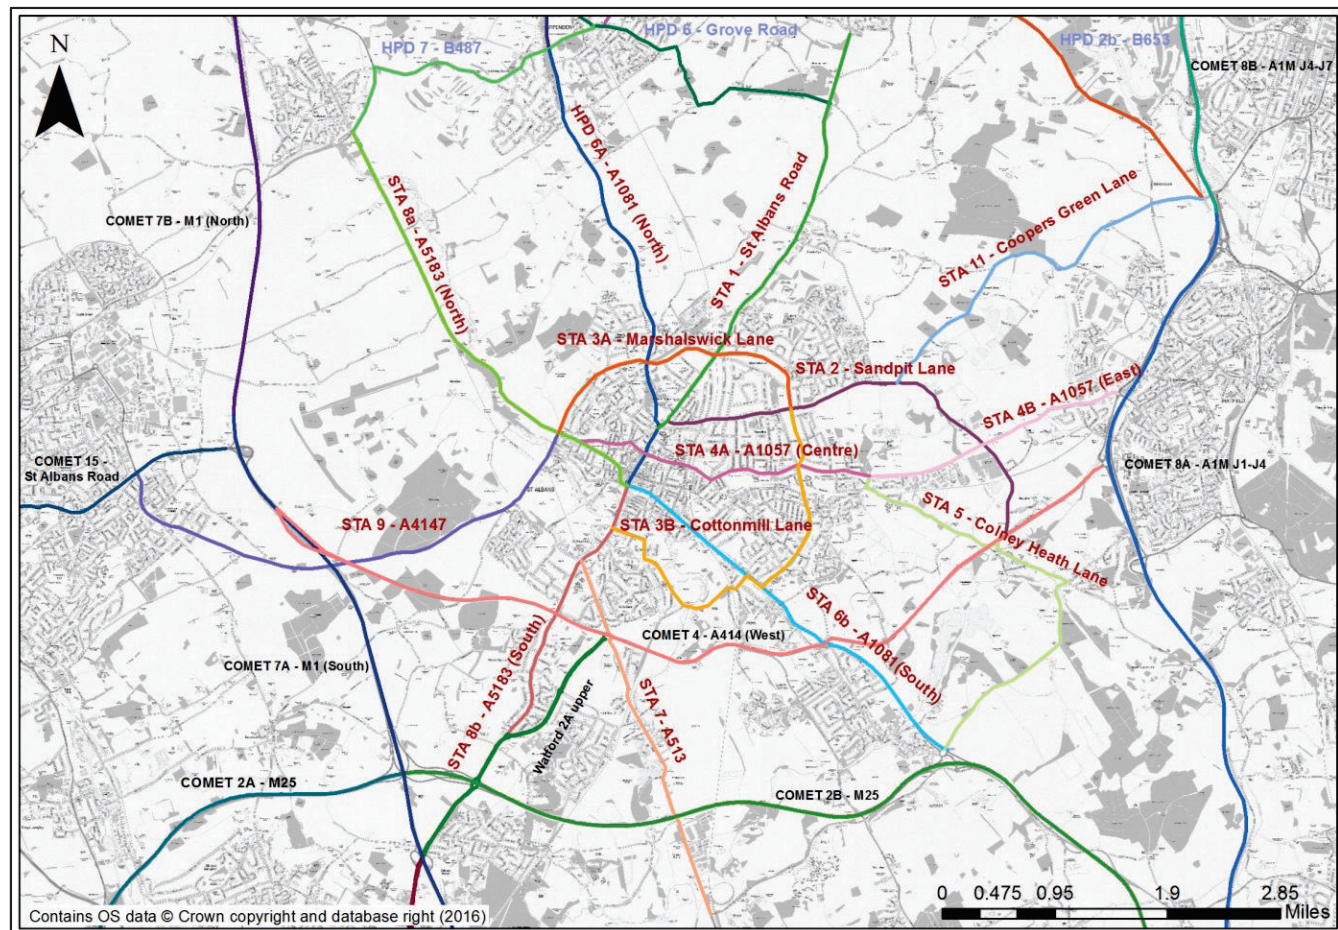 N
HPD 7 - B487
HPD 6 - Grove Road
HPD 2b - B653
COMET 8B - A1M J4-J7
HPD 6A - A1081 (North)
STA 1 - St Albans Road
STA 8a - A5183 (North)
COMET 7B - M1 (North)
STA 11 - Coopers Green Lane
STA 3A - Marshalswick Lane
STA 2 - Sandpit Lane
STA 4B - A1057 (East)
STA 4A - A1057 (Centre)
COMET 15 -
St Albans Road
COMET 8A - A1M J1-J4
ST ALBANS
STA 9 - A4147
STA 3B - Cottonmill Lane
STA 5 - Colney Heath Lane
STA 6b - A1081(South)
COMET 4 - A414 (West)
COMET 7A - M1 (South)
STA 8b - A5183 (South)
Watford 2A upper
STA 7 - A513
COMET 2A - M25
COMET 2B - M25
0 0.475 0.95 1.9 2.85
Miles
Contains OS data © Crown copyright and database right (2016)